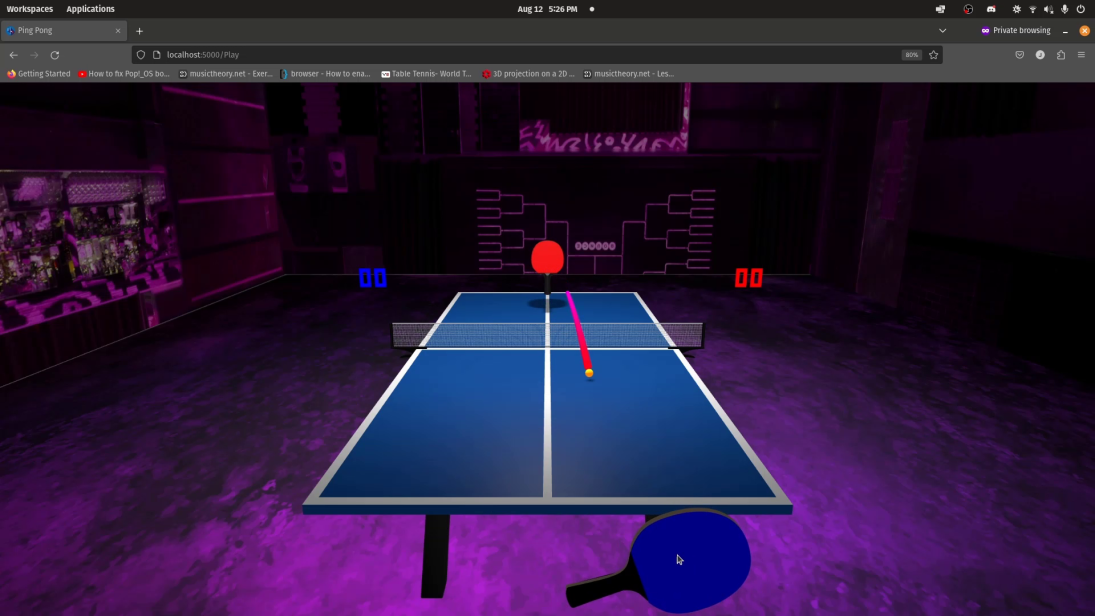 Workspaces Applications Aug 12 5:26 PM
Ping Pong Private browsing
localhost:5000/Play 80%
Getting Started How to fix Pop!_OS bo... musictheory.net - Exer... browser - How to ena... Table Tennis- World T... 3D projection on a 2D ... musictheory.net - Les...
000000
00 00